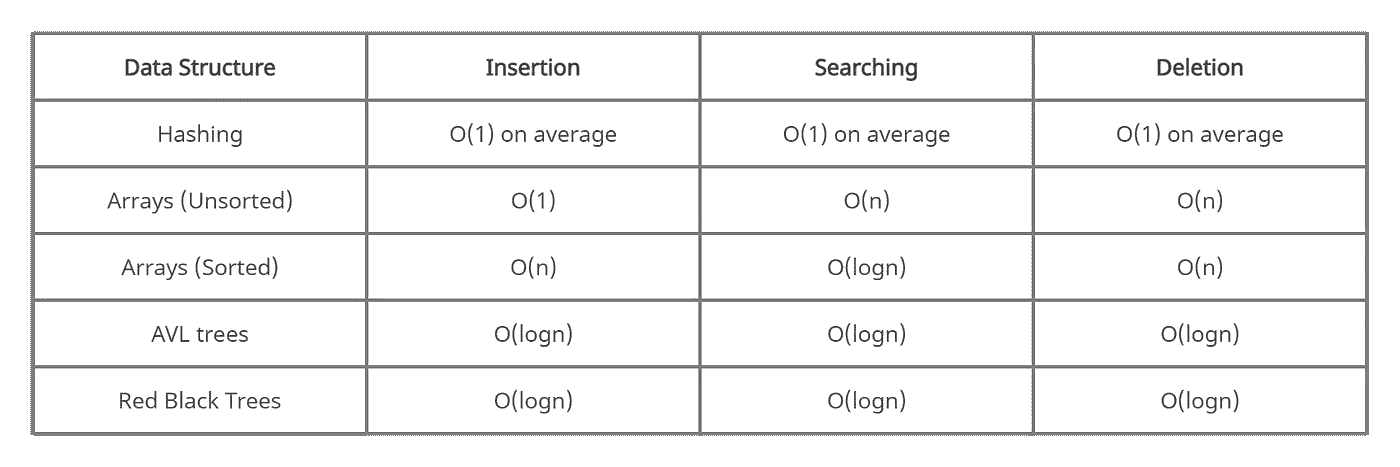 Data Structure Insertion Searching Deletion
Hashing O(1) on average O(1) on average O(1) on average
Arrays (Unsorted) O(1) O(n) O(n)
Arrays (Sorted) O(n) O(logn) O(n)
AVL trees O(logn) O(logn) O(logn)
Red Black Trees O(logn) O(logn) O(logn)